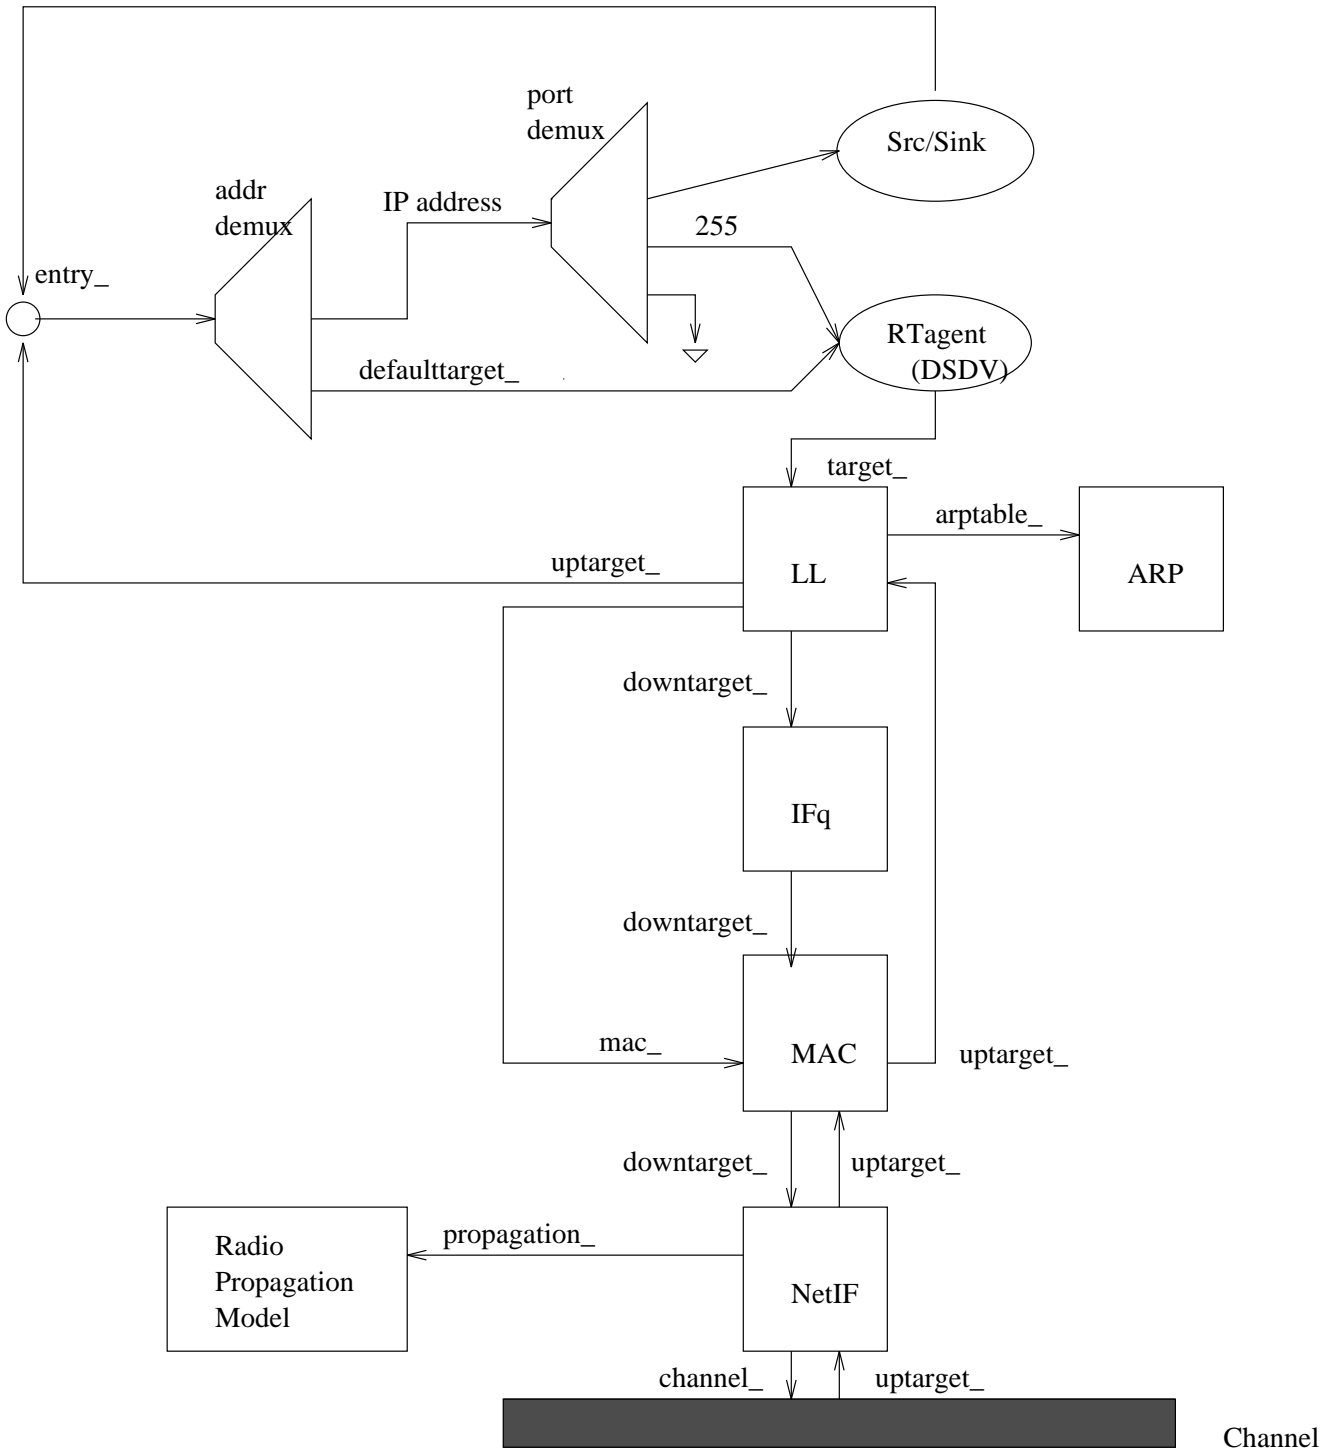 port
demux
Src/Sink
addr
demux
IP address
255
entry_
RTagent
(DSDV)
defaulttarget_
target_
arptable_
uptarget_
LL
ARP
downtarget_
IFq
downtarget_
mac_
MAC
uptarget_
downtarget_
uptarget_
propagation_
Radio
Propagation
Model
NetIF
channel_
uptarget_
Channel